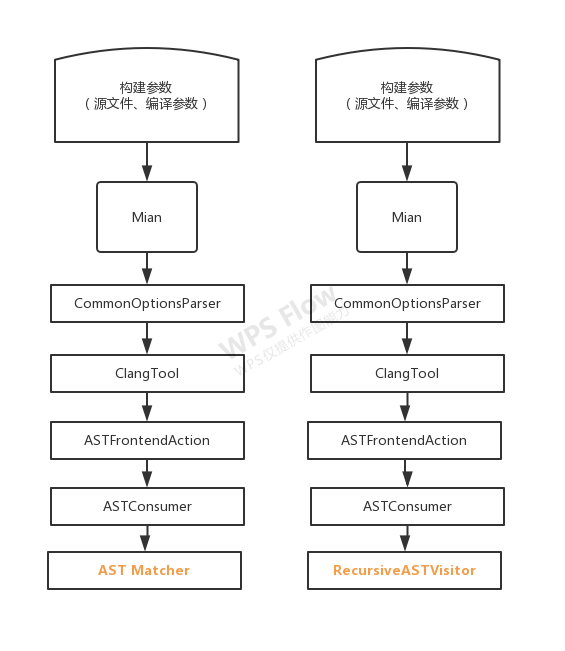 构建参数
（源文件、编译参数）
Mian
CommonOptionsParser
ClangTool
ASTFrontendAction
ASTConsumer
AST Matcher
构建参数
（源文件、编译参数）
Mian
CommonOptionsParser
ClangTool
ASTFrontendAction
ASTConsumer
RecursiveASTVisitor
WPS Flow
WPS仅提供作图能力